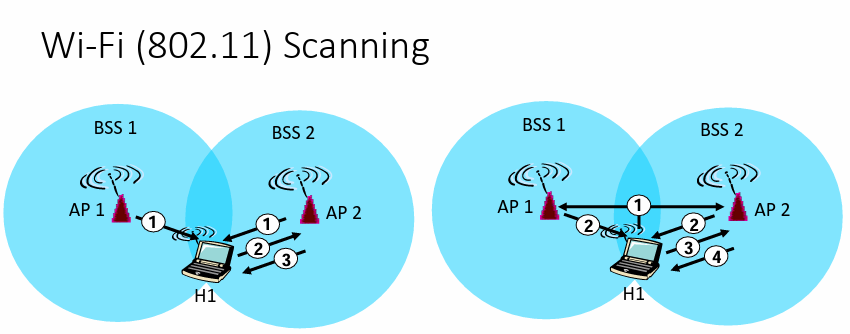 Wi-Fi (802.11) Scanning
BSS 1
BSS 2
AP 1
AP 2
1
1
2
3
H1
BSS 1
BSS 2
AP 1
AP 2
1
2
2
3
4
H1